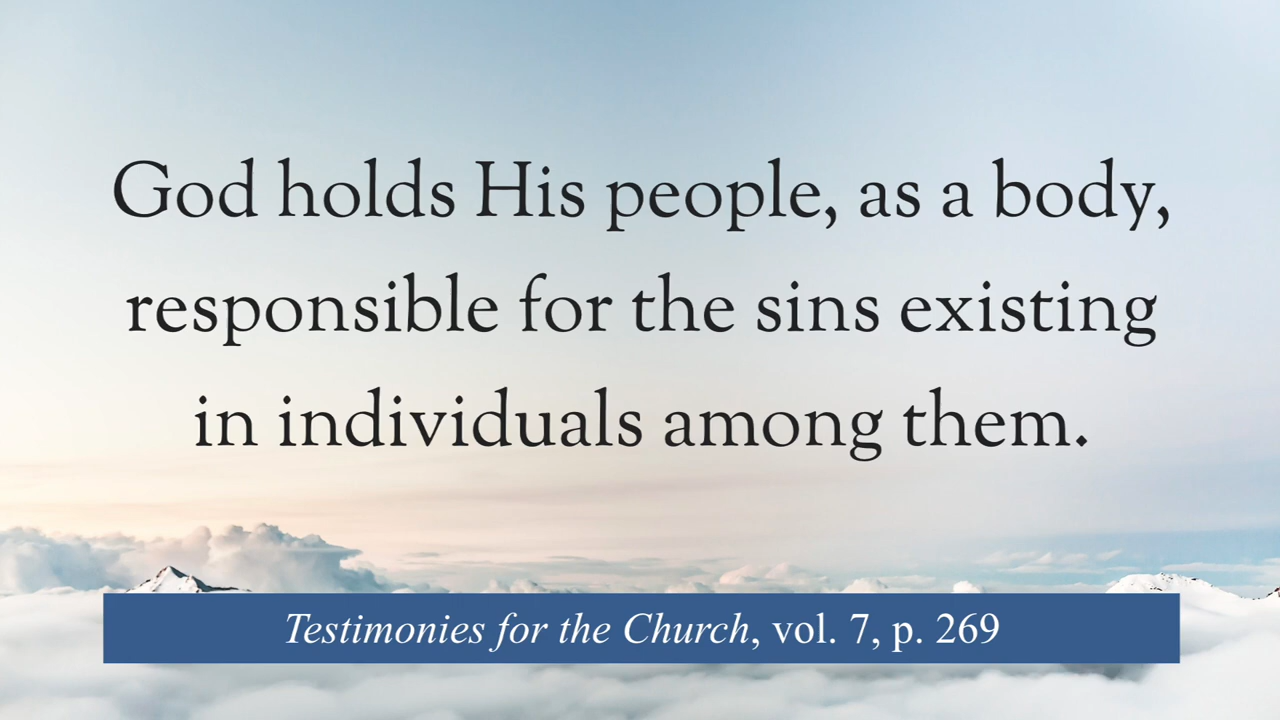 God holds His people, as a body,
responsible for the sins existing
in individuals among them.
Testimonies for the Church, vol. 7, p. 269